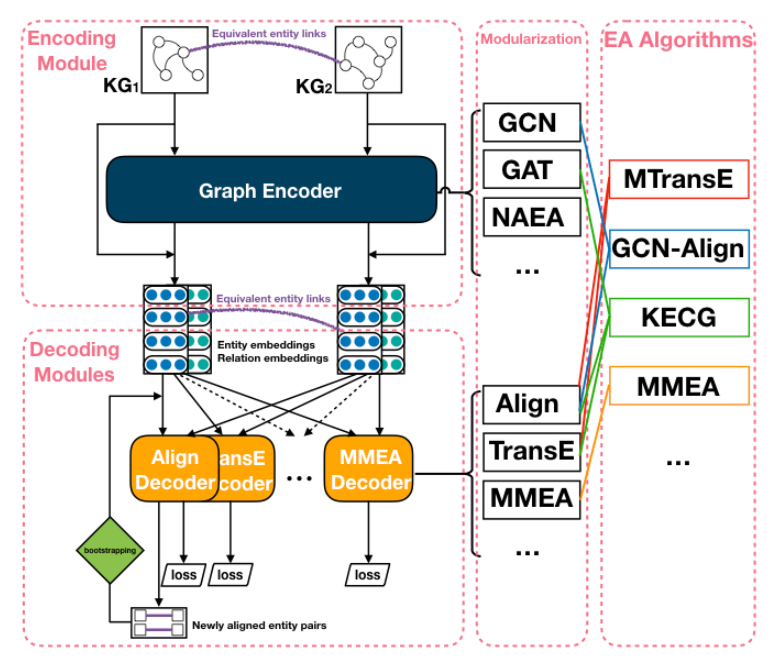 Encoding
Module
Equivalent entity links
KG1
KG2
Graph Encoder
Equivalent entity links
Entity embeddings
Relation embeddings
Decoding
Modules
Align
Decoder
ansE
coder
...
MMEA
Decoder
bootstrapping
loss
loss
loss
Newly aligned entity pairs
Modularization
GCN
GAT
NAEA
...
Align
TransE
MMEA
...
EA Algorithms
MTransE
GCN-Align
KECG
MMEA
...